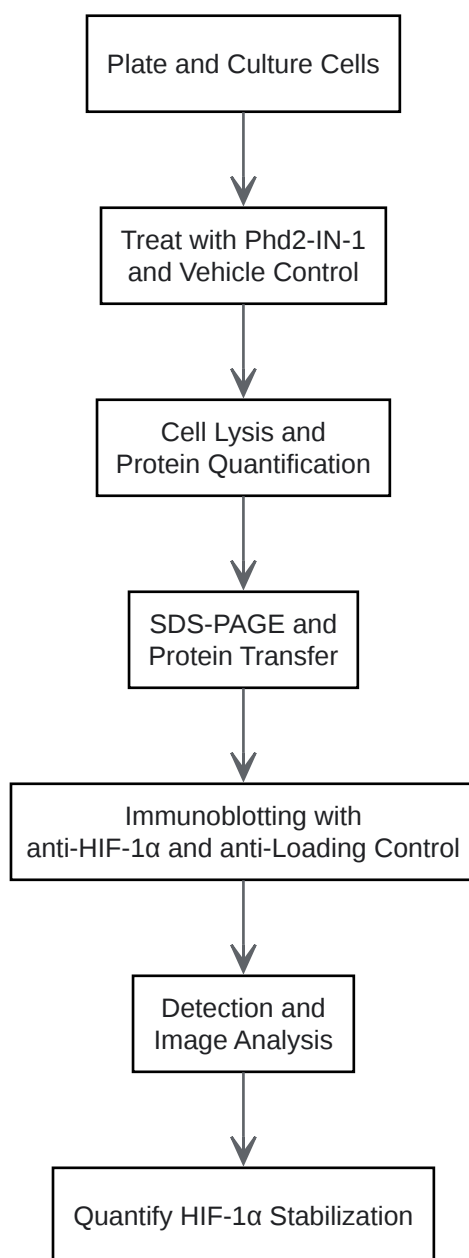 Plate and Culture Cells
Treat with Phd2-IN-1
and Vehicle Control
Cell Lysis and
Protein Quantification
SDS-PAGE and
Protein Transfer
Immunoblotting with
anti-HIF-1α and anti-Loading Control
Detection and
Image Analysis
Quantify HIF-1α Stabilization